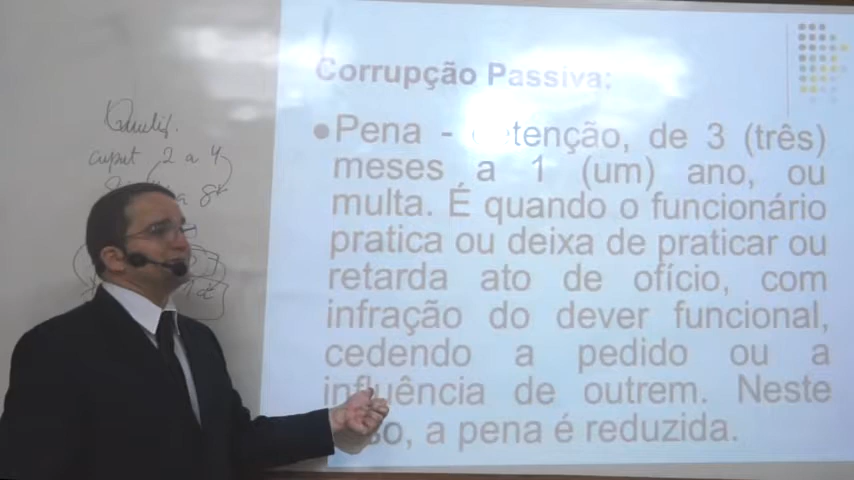 Corrupção Passiva:
Pena - detenção, de 3 (três)
meses a 1 (um) ano, ou
multa. É quando o funcionário
pratica ou deixa de praticar ou
retarda ato de ofício, com
infração do dever funcional,
cedendo a pedido ou a
influência de outrem. Neste
a pena é reduzida.
caput 2 a 4